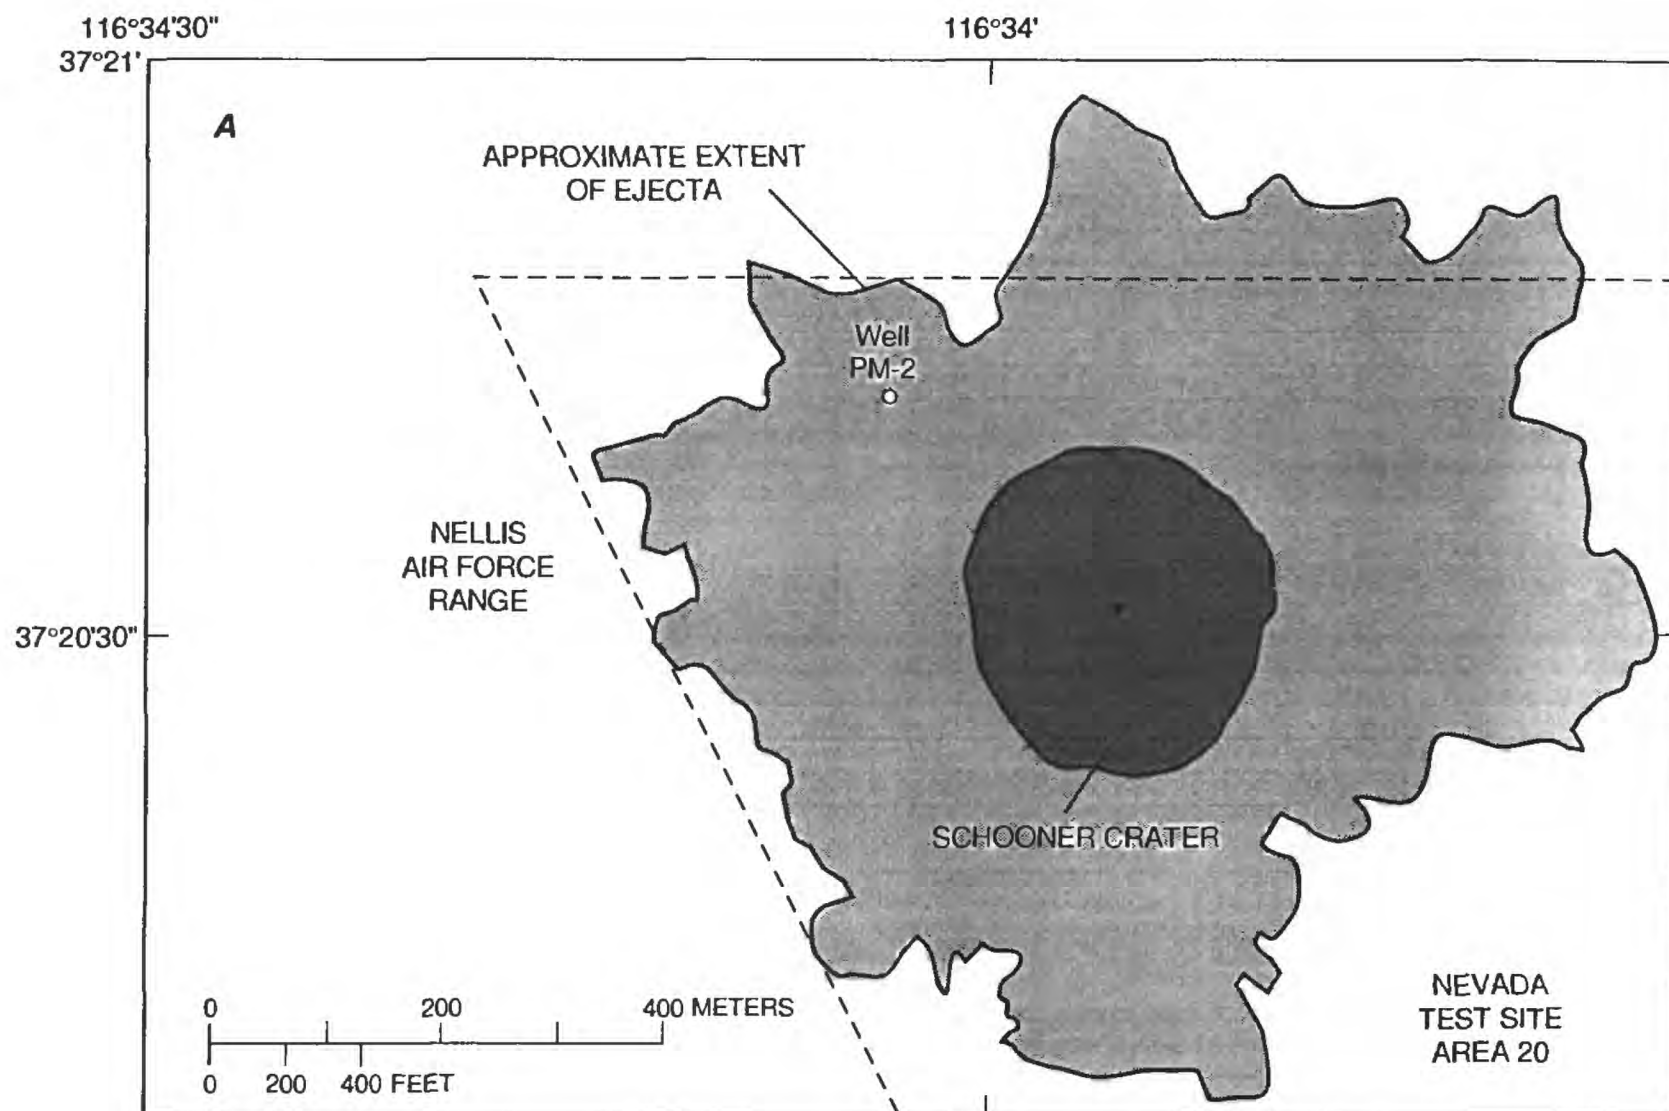 116°34'30"
116°34'
37°21'
A
APPROXIMATE EXTENT
OF EJECTA
Well
PM-2
NELLIS
AIR FORCE
RANGE
37°20'30"
SCHOONER CRATER
NEVADA
TEST SITE
AREA 20
0 200 400 METERS
0 200 400 FEET